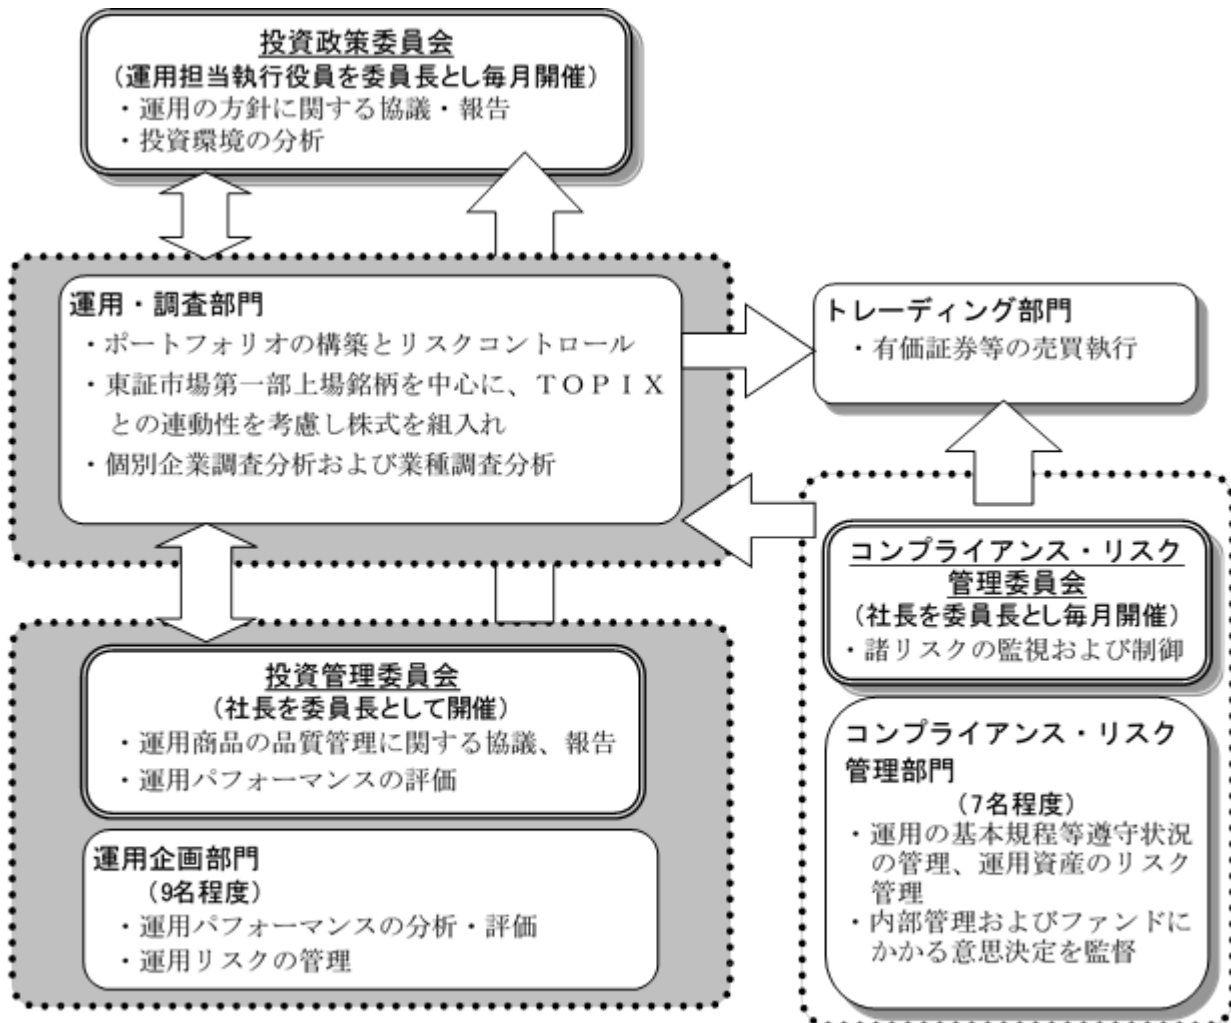 投資政策委員会
（運用担当執行役員を委員長とし毎月開催）
・運用の方針に関する協議・報告
・投資環境の分析
運用・調査部門
・ポートフォリオの構築とリスクコントロール
・東証市場第一部上場銘柄を中心に、ＴＯＰＩＸ
との連動性を考慮し株式を組入れ
・個別企業調査分析および業種調査分析
トレーディング部門
・有価証券等の売買執行
コンプライアンス・リスク
管理委員会
（社長を委員長とし毎月開催）
・諸リスクの監視および制御
投資管理委員会
（社長を委員長として開催）
・運用商品の品質管理に関する協議、報告
・運用パフォーマンスの評価
運用企画部門
（9名程度）
・運用パフォーマンスの分析・評価
・運用リスクの管理
コンプライアンス・リスク
管理部門
（7名程度）
・運用の基本規程等遵守状況
の管理、運用資産のリスク
管理
・内部管理およびファンドに
かかる意思決定を監督